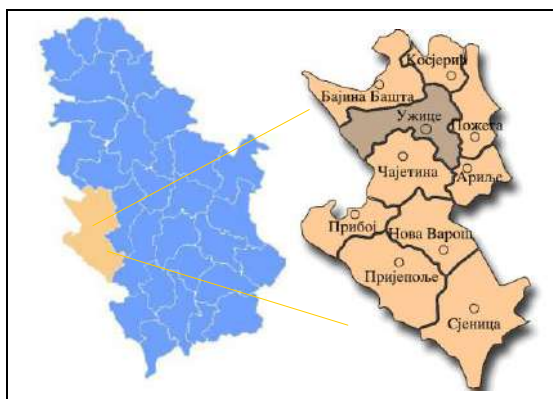 Косјерић
Бајина Башта
Ужице
Пожега
Чајетина
Ариље
Прибој
Нова Варош
Пријепоље
Сјеница